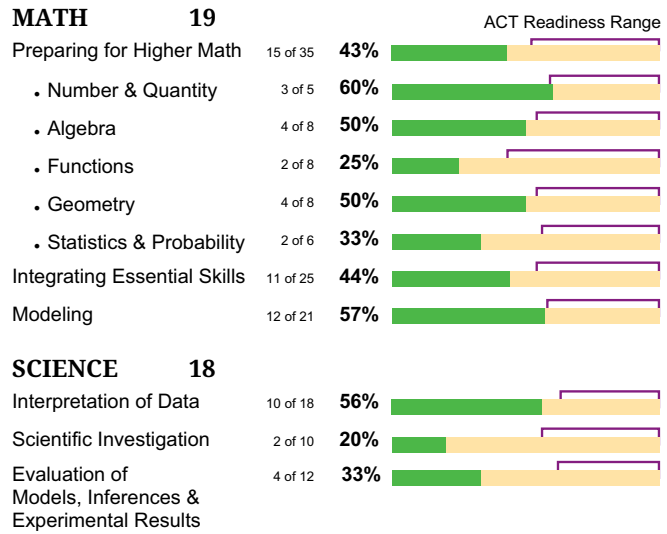 MATH 19
ACT Readiness Range
Preparing for Higher Math 15 of 35 43%
• Number & Quantity 3 of 5 60%
• Algebra 4 of 8 50%
• Functions 2 of 8 25%
• Geometry 4 of 8 50%
• Statistics & Probability 2 of 6 33%
Integrating Essential Skills 11 of 25 44%
Modeling 12 of 21 57%
SCIENCE 18
Interpretation of Data 10 of 18 56%
Scientific Investigation 2 of 10 20%
Evaluation of 4 of 12 33%
Models, Inferences &
Experimental Results